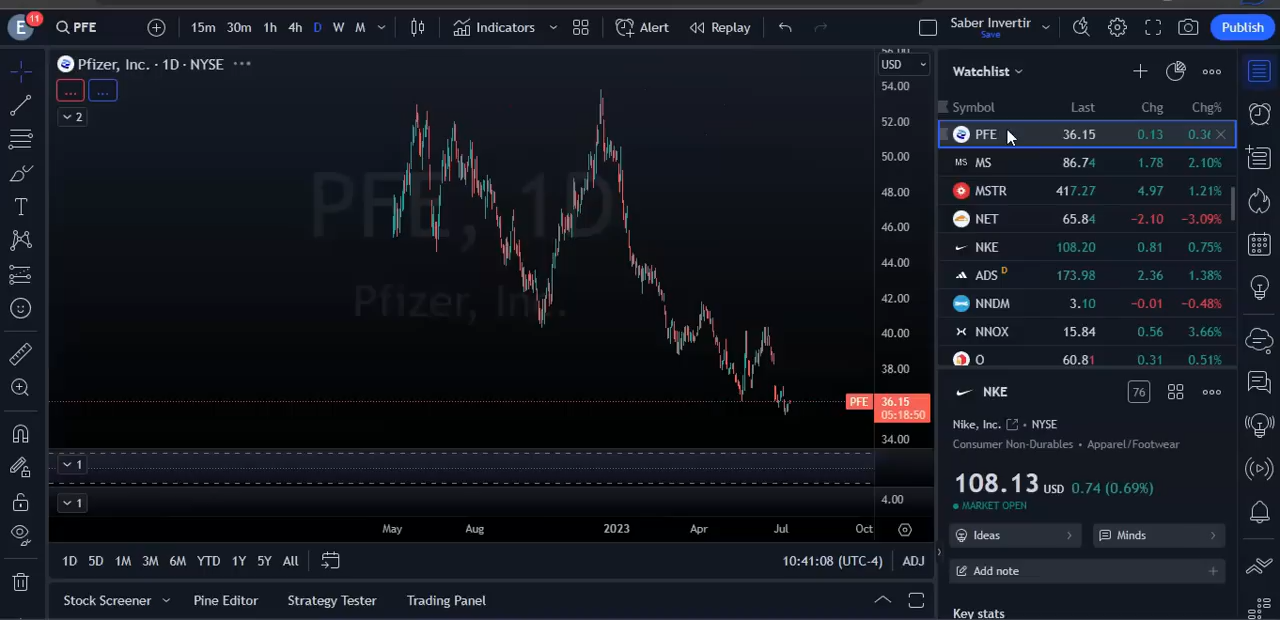 E 11 PFE 15m 30m 1h 4h D W M Indicators Alert Replay Saber Invertir Save Publish
Pfizer, Inc. · 1D · NYSE ···
USD
... ...
2
PFE, 1D
Pfizer, Inc.
56.00
54.00
52.00
50.00
48.00
46.00
44.00
42.00
40.00
38.00
PFE 36.15
05:18:50
34.00
1
1
4.00
May Aug 2023 Apr Jul Oct
1D 5D 1M 3M 6M YTD 1Y 5Y All 10:41:08 (UTC-4) ADJ
Stock Screener Pine Editor Strategy Tester Trading Panel
Watchlist
Symbol Last Chg Chg%
PFE 36.15 0.13
MS MS 86.74 1.78 2.10%
MSTR 417.27 4.97 1.21%
NET 65.84 −2.10 −3.09%
NKE 108.20 0.81 0.75%
ADS D 173.98 2.36 1.38%
NNDM 3.10 −0.01 −0.48%
NNOX 15.84 0.56 3.66%
O 60.81 0.31 0.51%
NKE 76
Nike, Inc. • NYSE
Consumer Non-Durables • Apparel/Footwear
108.13 USD 0.74 (0.69%)
MARKET OPEN
Ideas Minds
Add note
Key stats